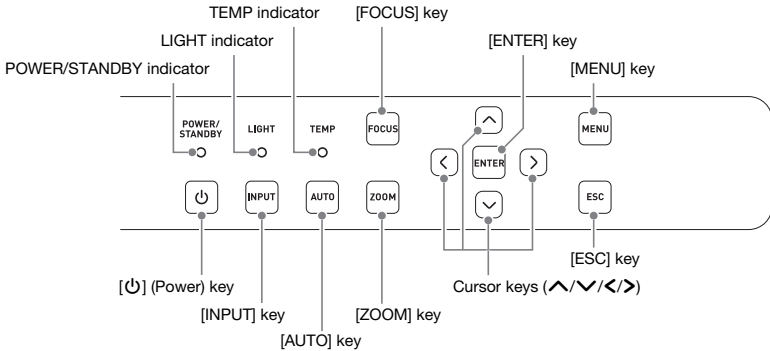 TEMP indicator
[FOCUS] key
LIGHT indicator
[ENTER] key
POWER/STANDBY indicator
[MENU] key
POWER/
STANDBY
LIGHT
TEMP
FOCUS
MENU
ENTER
INPUT
AUTO
ZOOM
ESC
[ESC] key
[⏻] (Power) key
Cursor keys (∧/∨/</>)
[INPUT] key
[ZOOM] key
[AUTO] key